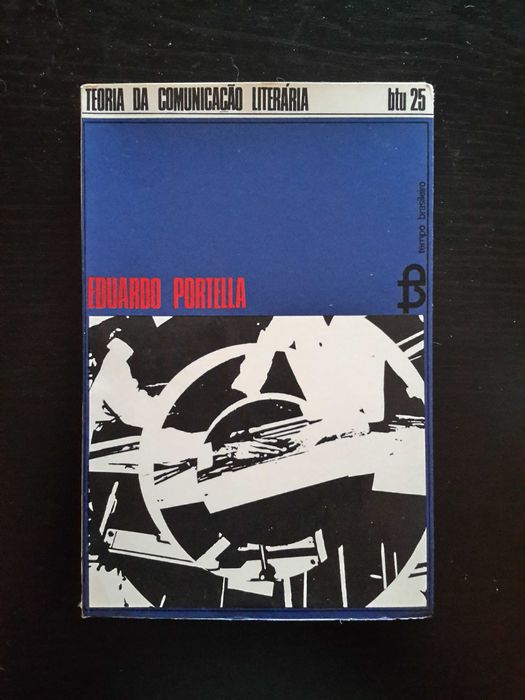 TEORIA DA COMUNICAÇÃO LITERÁRIA btu 25
tempo brasileiro
EDUARDO PORTELLA